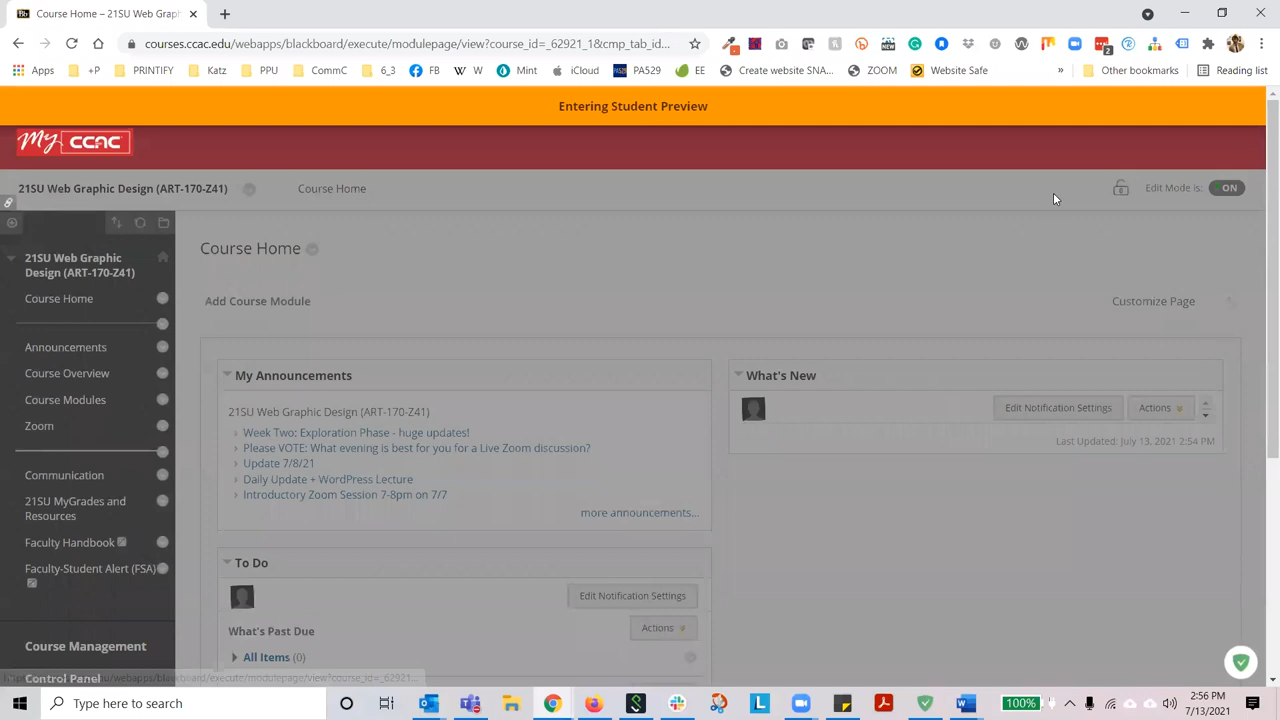 Course Home – 21SU Web Graph
courses.ccac.edu/webapps/blackboard/execute/modulepage/view?course_id=_62921_1&cmp_tab_id...
Apps +P PRINTIFY Katz PPU CommC 6_3 FB W Mint iCloud PA529 EE Create website SNA... ZOOM Website Safe » Other bookmarks Reading list
Entering Student Preview
My CCAC
21SU Web Graphic Design (ART-170-Z41) Course Home Edit Mode is: ON
Course Home
21SU Web Graphic
Design (ART-170-Z41)
Course Home
Announcements
Course Overview
Course Modules
Zoom
Communication
21SU MyGrades and
Resources
Faculty Handbook
Faculty-Student Alert (FSA)
Course Management
Control Panel
Add Course Module
Customize Page
My Announcements
21SU Web Graphic Design (ART-170-Z41)
Week Two: Exploration Phase - huge updates!
Please VOTE: What evening is best for you for a Live Zoom discussion?
Update 7/8/21
Daily Update + WordPress Lecture
Introductory Zoom Session 7-8pm on 7/7
more announcements...
To Do
Edit Notification Settings
What's Past Due
Actions
All Items (0)
What's New
Edit Notification Settings Actions
Last Updated: July 13, 2021 2:54 PM
Type here to search
100%
2:56 PM
7/13/2021